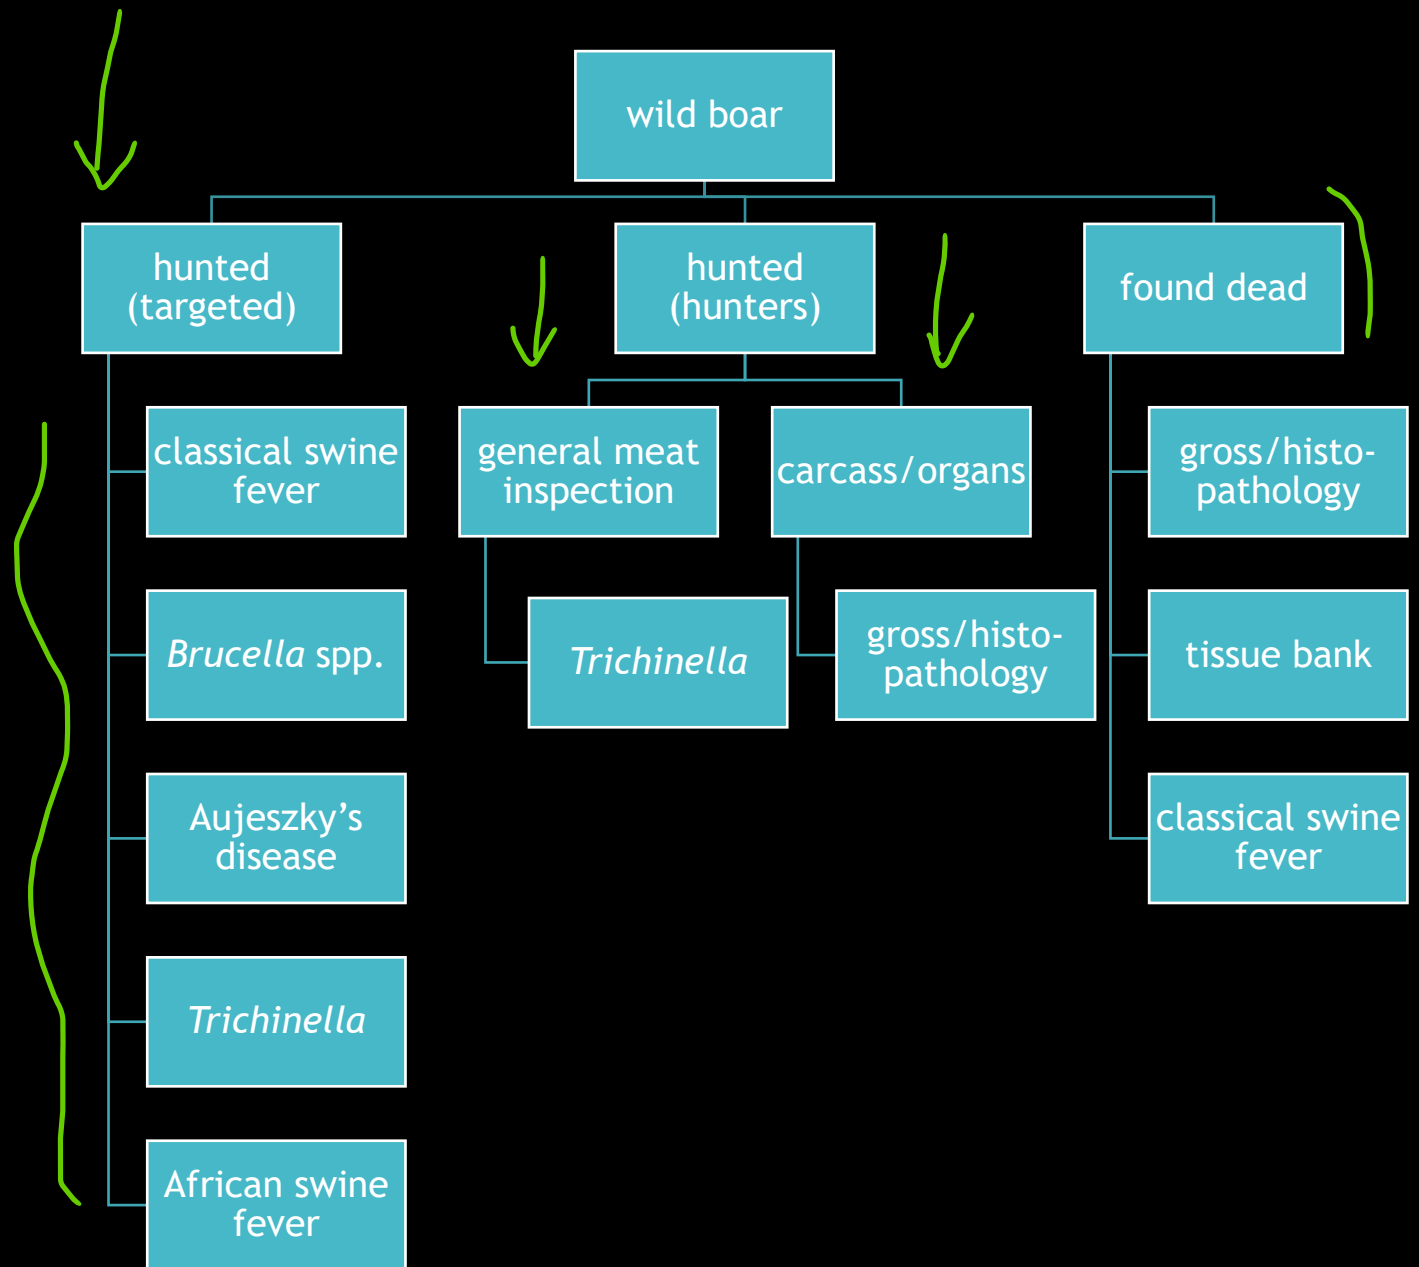 wild boar
hunted
(targeted)
classical swine
fever
Brucella spp.
Aujeszky’s
disease
Trichinella
African swine
fever
hunted
(hunters)
general meat
inspection
Trichinella
carcass/organs
gross/histo-
pathology
found dead
gross/histo-
pathology
tissue bank
classical swine
fever